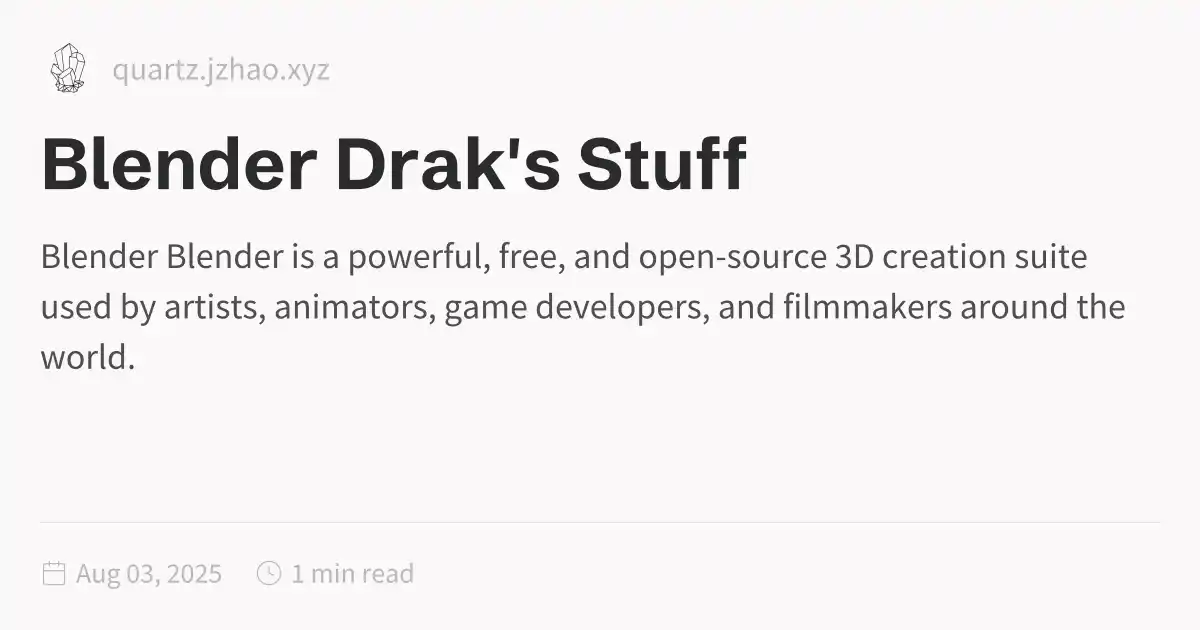 quartz.jzhao.xyz
Blender Drak's Stuff
Blender Blender is a powerful, free, and open-source 3D creation suite
used by artists, animators, game developers, and filmmakers around the
world.
Aug 03, 2025 1 min read